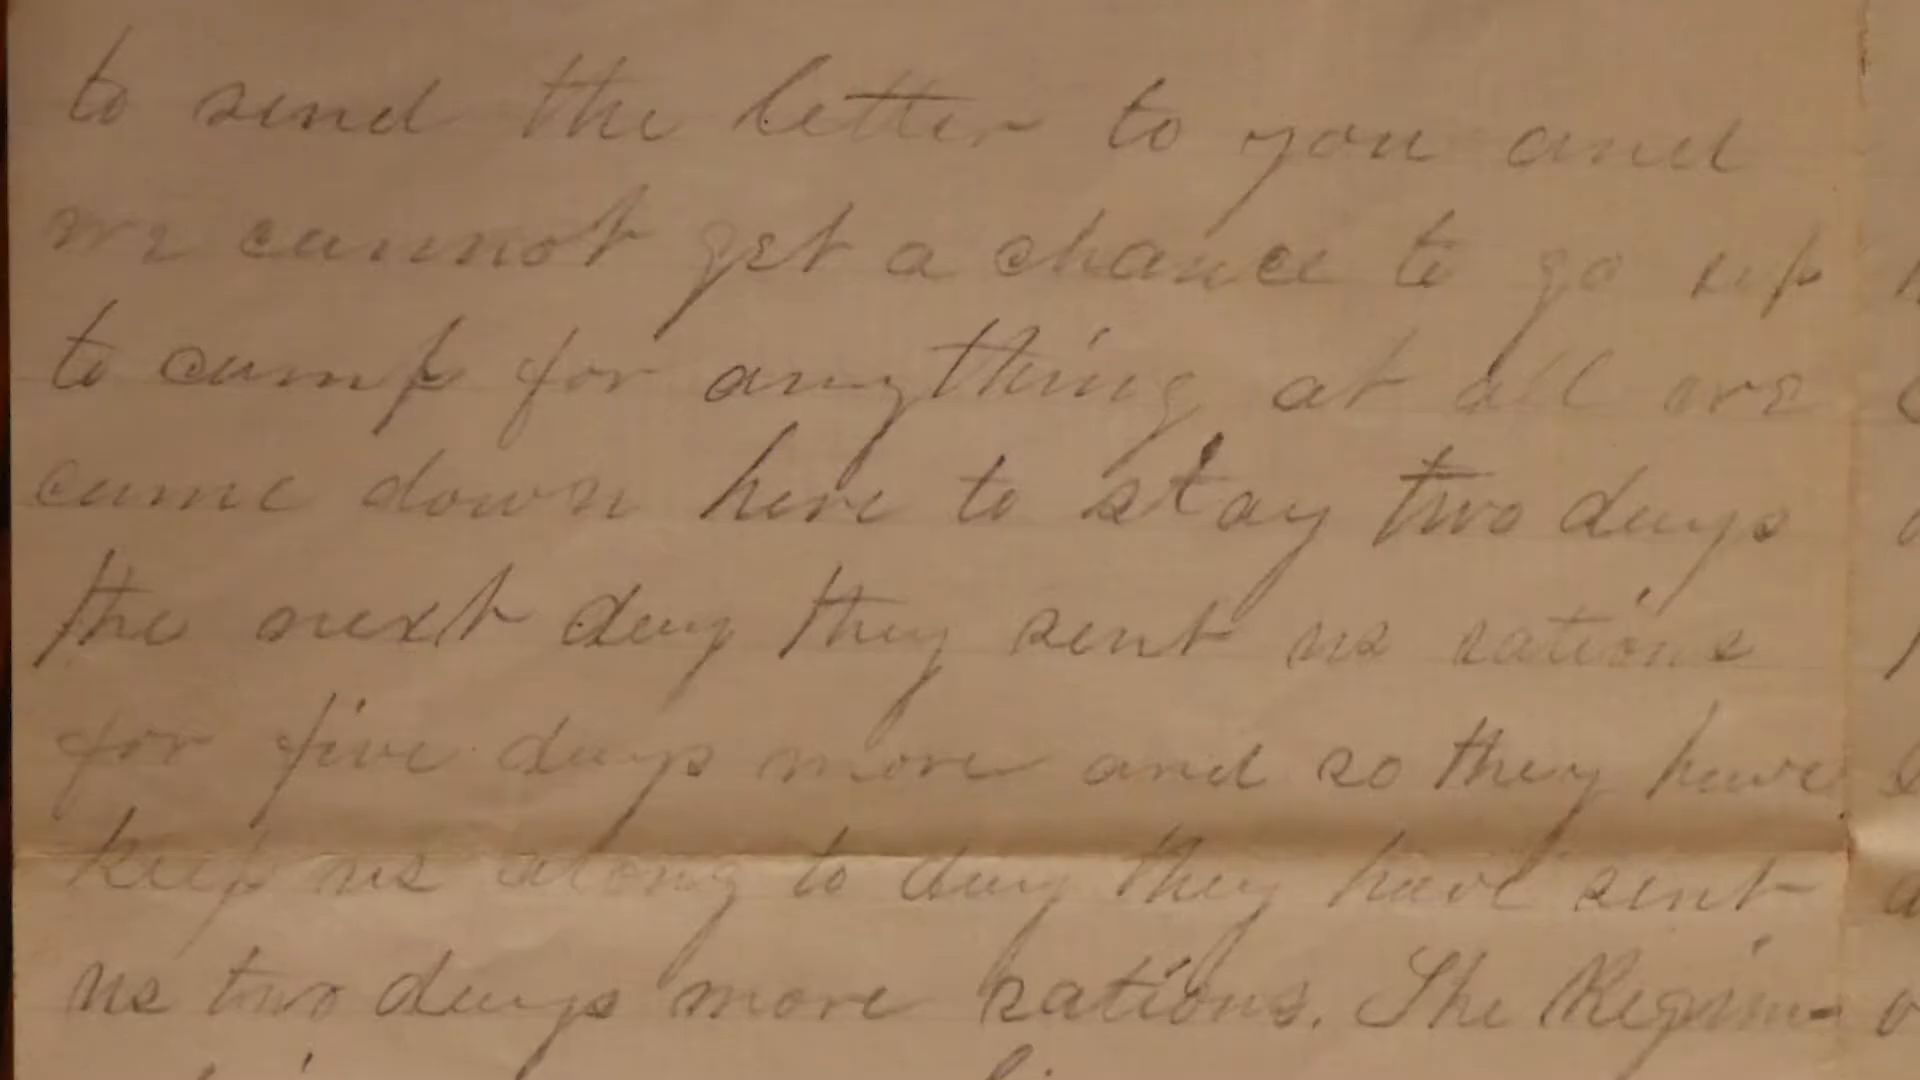 to send the letter to you and
we cannot get a chance to go up
to camp for anything at all we
came down here to stay two days
the next day they sent us rations
for five days more and so they have
keep us along to day they have sent
us two days more rations. The Regim-